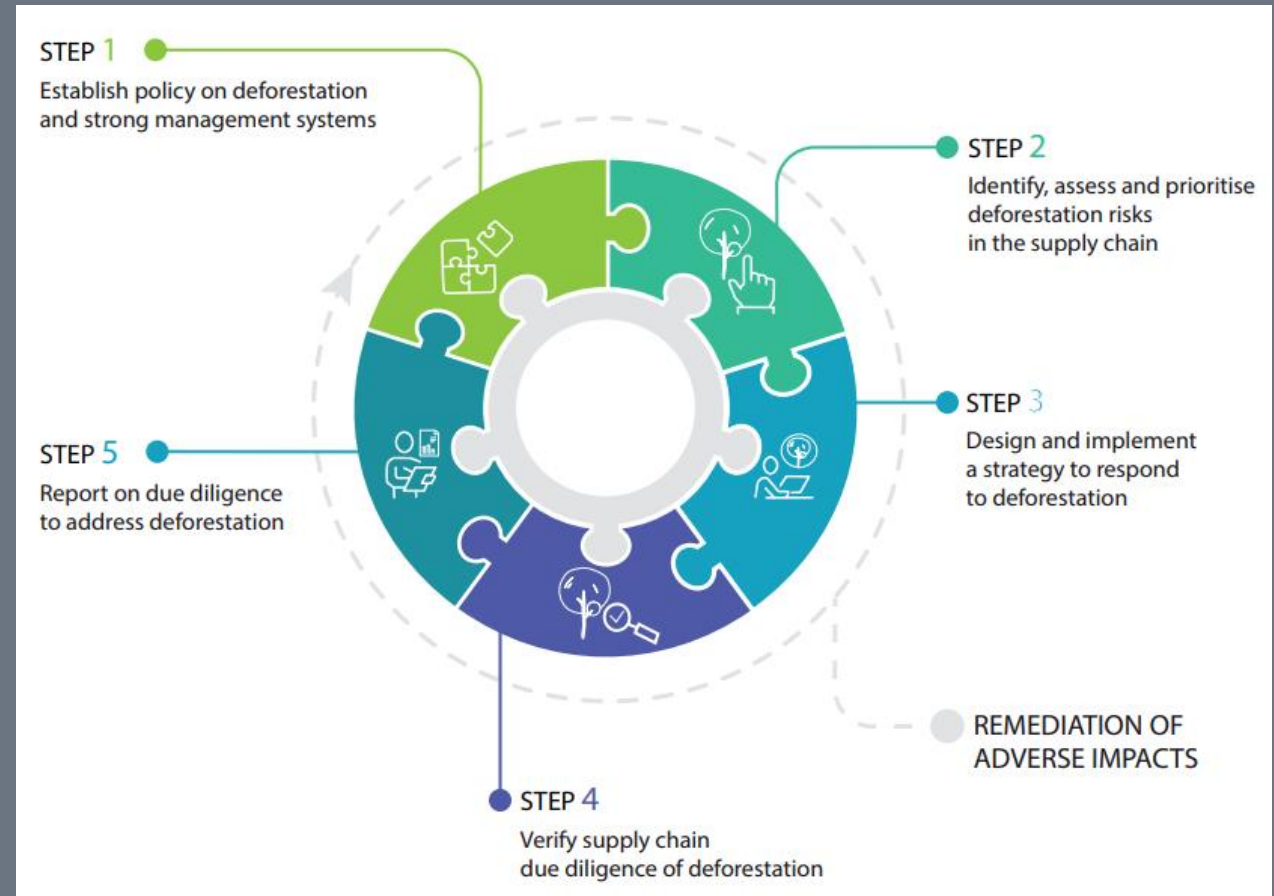 STEP 1
Establish policy on deforestation
and strong management systems
STEP 2
Identify, assess and prioritise
deforestation risks
in the supply chain
STEP 3
Design and implement
a strategy to respond
to deforestation
STEP 5
Report on due diligence
to address deforestation
REMEDIATION OF
ADVERSE IMPACTS
STEP 4
Verify supply chain
due diligence of deforestation